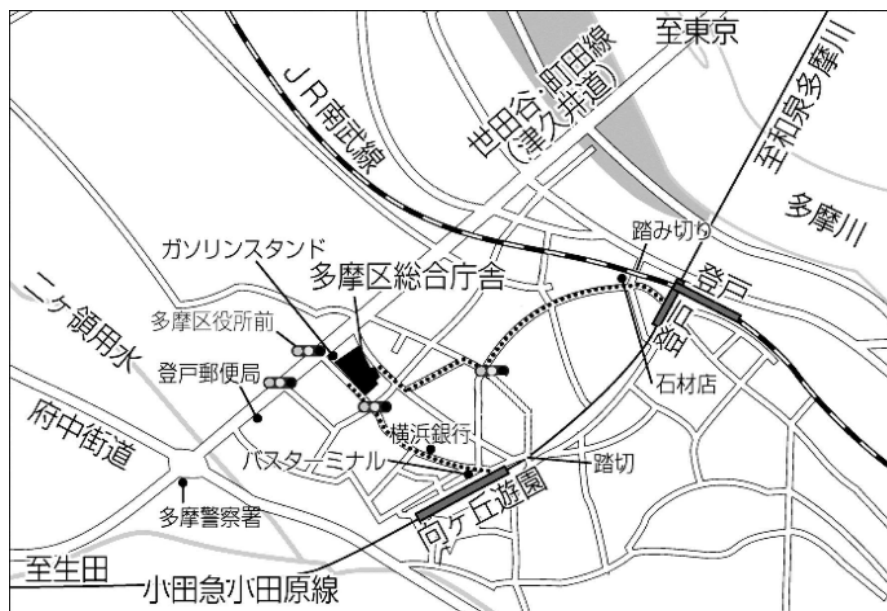 至東京
世田谷・町田線
(津久井道)
至和泉多摩川
JR南武線
多摩川
踏み切り
登戸
ガソリンスタンド
多摩区総合庁舎
二ヶ領用水
多摩区役所前
登戸
登戸郵便局
石材店
府中街道
横浜銀行
バスターミナル
踏切
多摩警察署
向ヶ丘遊園
至生田
小田急小田原線